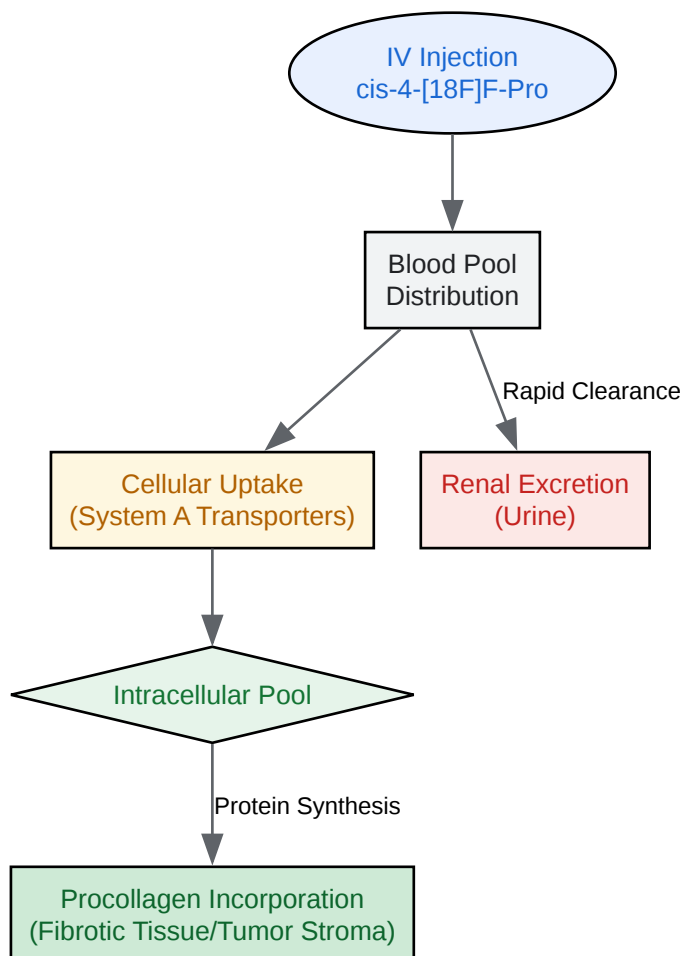 IV Injection
cis-4-[18F]F-Pro
Blood Pool
Distribution
Rapid Clearance
Cellular Uptake
(System A Transporters)
Renal Excretion
(Urine)
Intracellular Pool
Protein Synthesis
Procollagen Incorporation
(Fibrotic Tissue/Tumor Stroma)